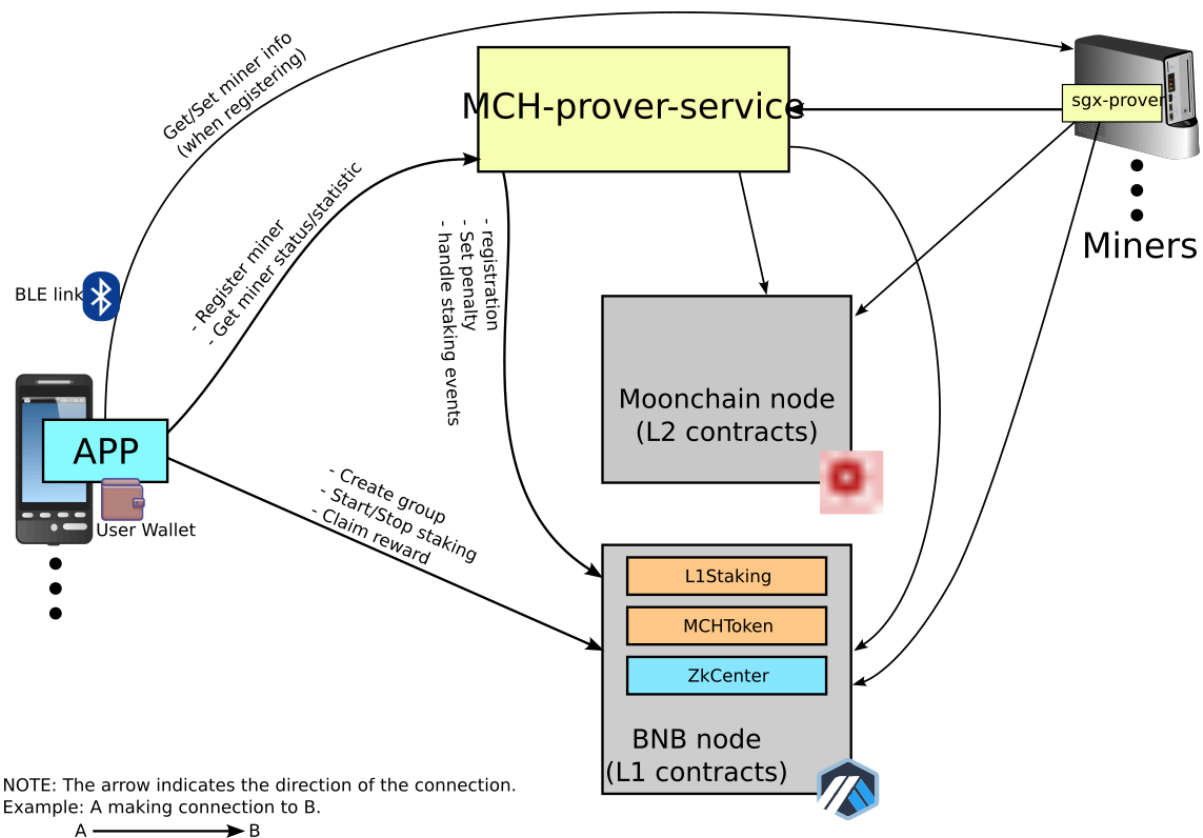 Get/Set miner info
(when registering)
MCH-prover-service
sgx-prover
Miners
- Register miner
- Get miner status/statistic
- registration
- Set penalty
- handle staking events
BLE link
Moonchain node
(L2 contracts)
APP
User Wallet
- Create group
- Start/Stop staking
- Claim reward
L1Staking
MCHToken
ZkCenter
BNB node
(L1 contracts)
NOTE: The arrow indicates the direction of the connection.
Example: A making connection to B.
A B